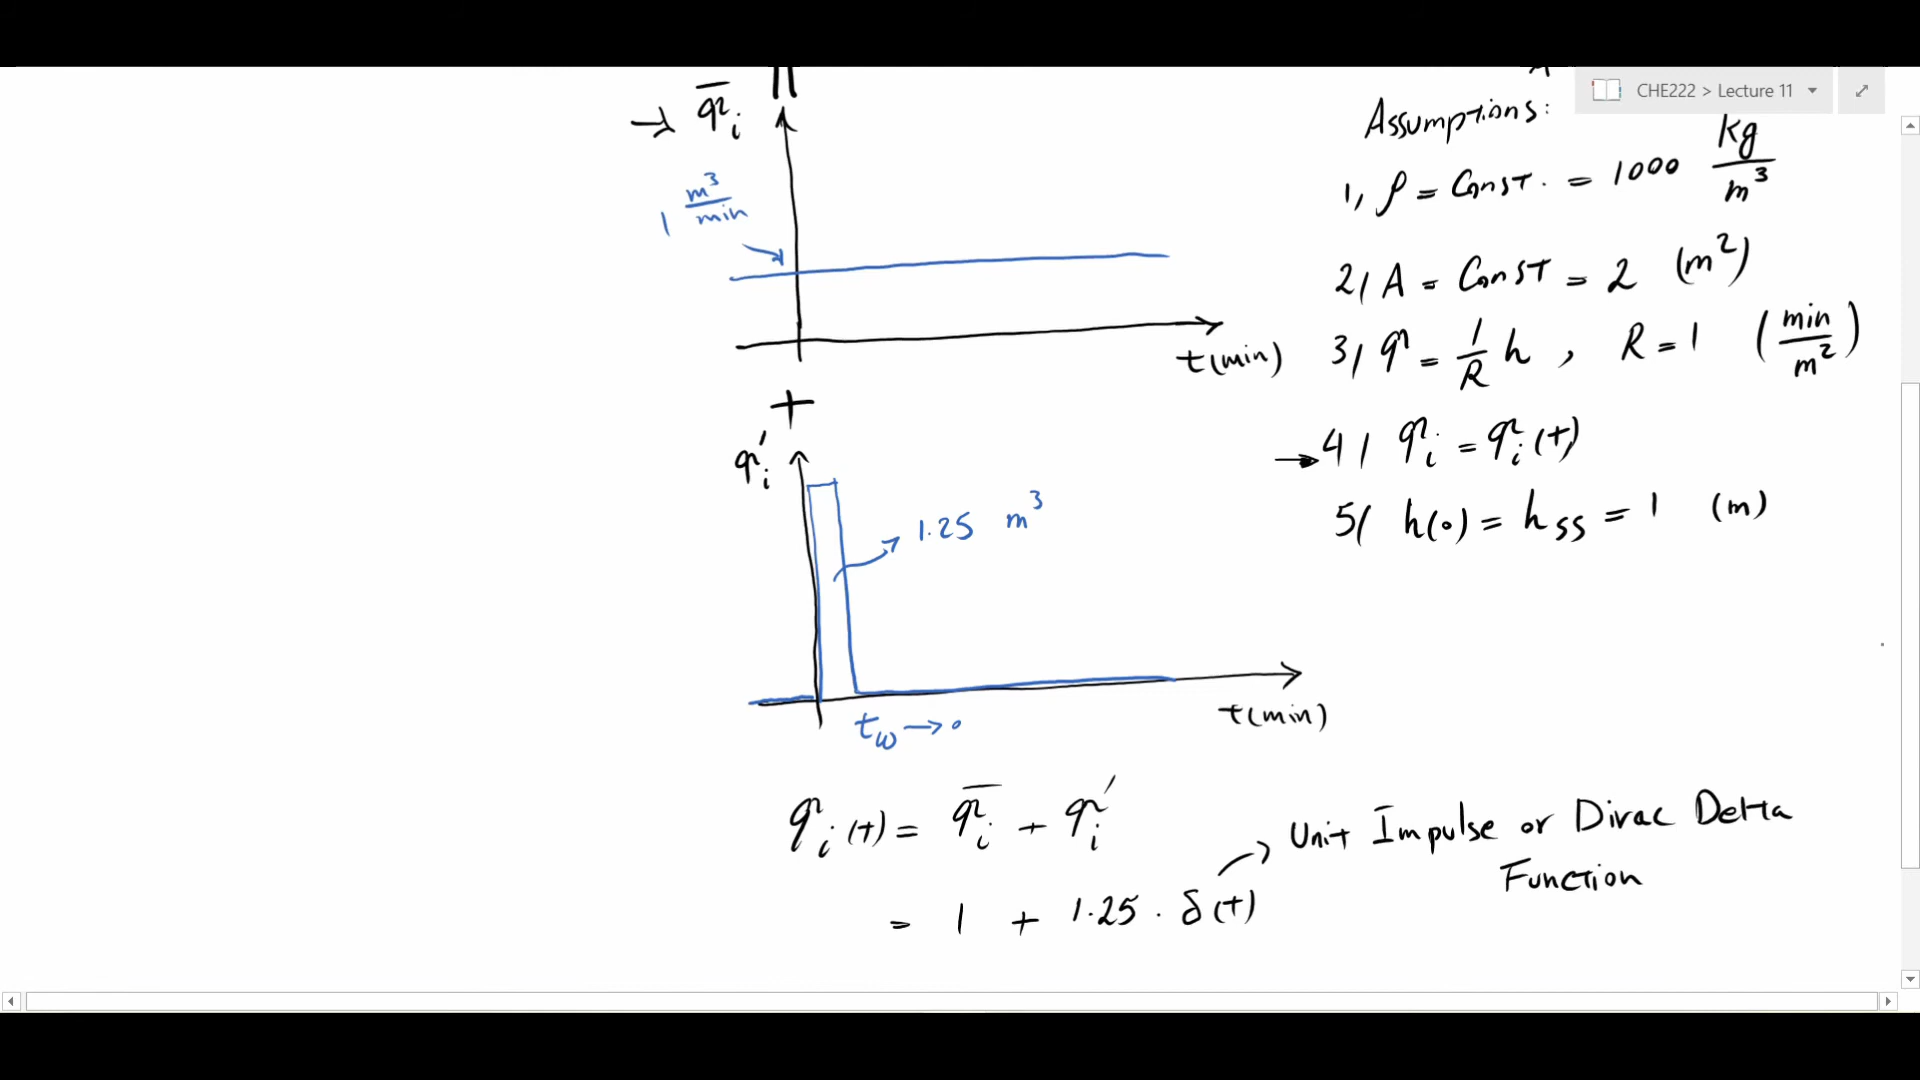 CHE222 > Lecture 11
→ q̅ᵢ
1 m³/min
t(min)
+
qᵢ′
1.25 m³
t_w → 0
t(min)
qᵢ(t) = q̅ᵢ + qᵢ′
= 1 + 1.25 . δ(t)
Unit Impulse or Dirac Delta
Function
Assumptions:
1, ρ = Const. = 1000 kg/m³
2/ A = Const = 2 (m²)
3/ q = 1/R h , R = 1 (min/m²)
→ 4/ qᵢ = qᵢ(t)
5/ h(0) = hss = 1 (m)